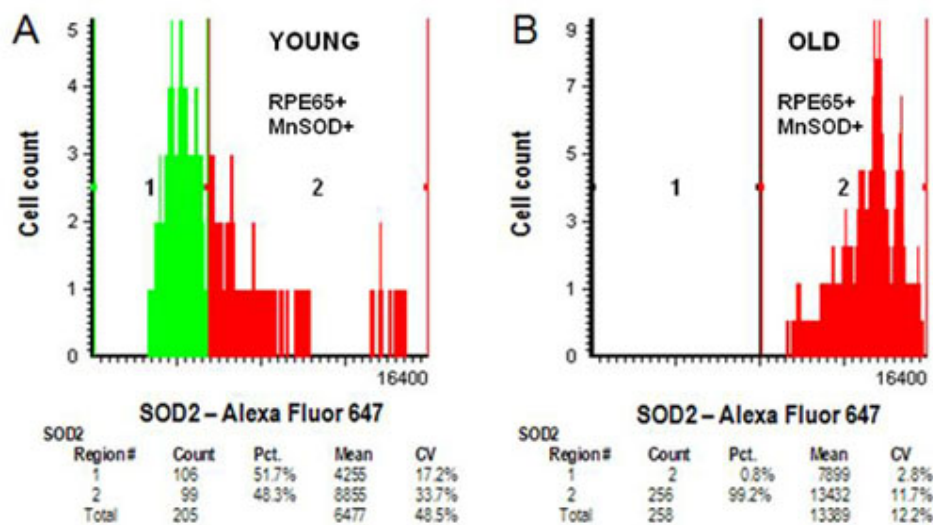 A
YOUNG
RPE65+
MnSOD+
Cell count
5
4
3
2
1
0
1
2
16400
SOD2 – Alexa Fluor 647
SOD2
Region # Count Pct. Mean CV
1 106 51.7% 4255 17.2%
2 99 48.3% 8855 33.7%
Total 205 6477 48.5%
B
OLD
RPE65+
MnSOD+
Cell count
9
7
5
3
1
0
1
2
16400
SOD2 – Alexa Fluor 647
SOD2
Region # Count Pct. Mean CV
1 2 0.8% 7899 2.8%
2 256 99.2% 13432 11.7%
Total 258 13389 12.2%